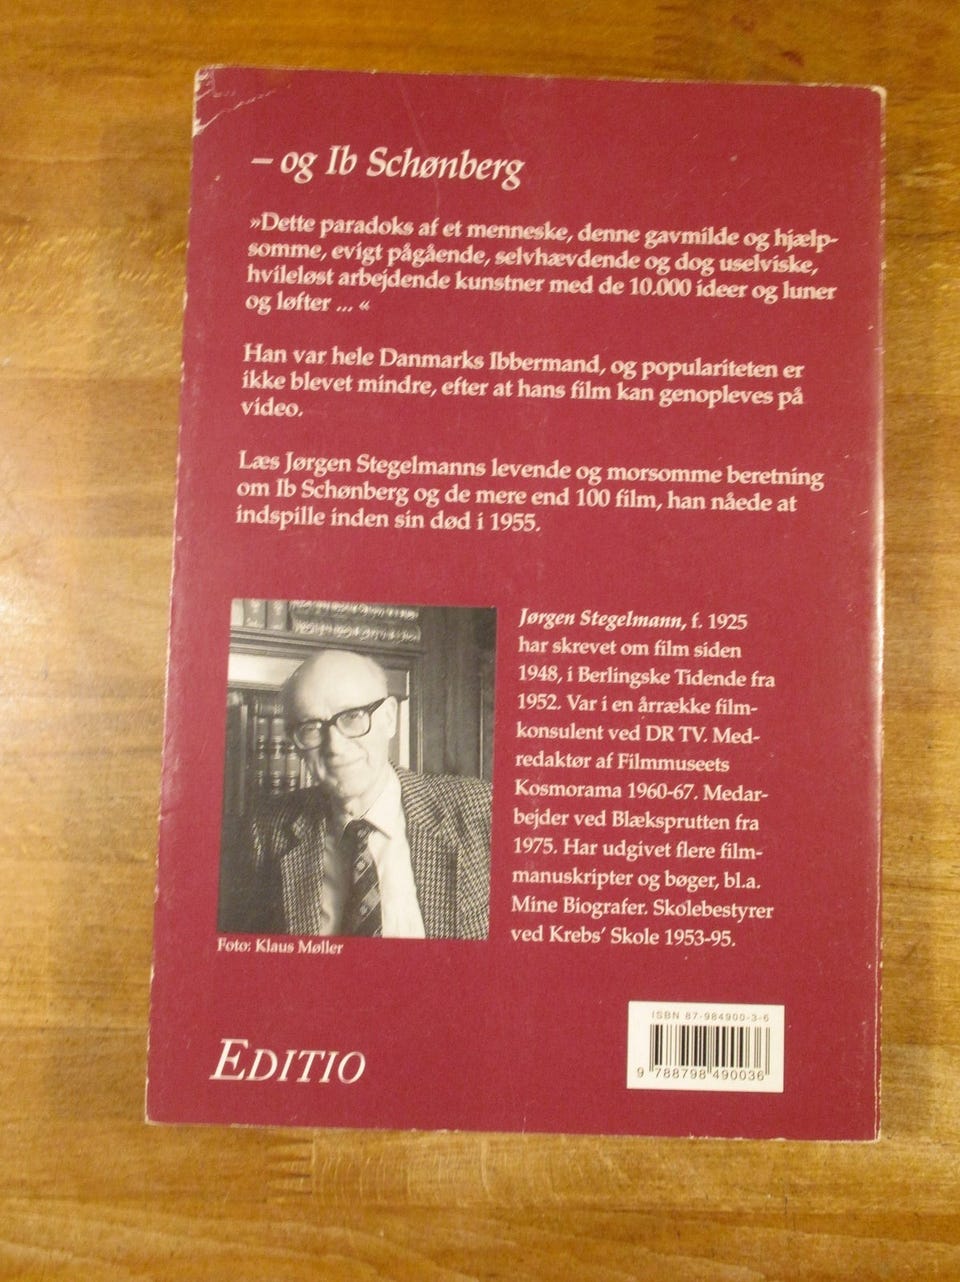 – og Ib Schønberg
»Dette paradoks af et menneske, denne gavmilde og hjælp-
somme, evigt pågående, selvhævdende og dog uselviske,
hvileløst arbejdende kunstner med de 10.000 ideer og luner
og løfter ... «
Han var hele Danmarks Ibbermand, og populariteten er
ikke blevet mindre, efter at hans film kan genopleves på
video.
Læs Jørgen Stegelmanns levende og morsomme beretning
om Ib Schønberg og de mere end 100 film, han nåede at
indspille inden sin død i 1955.
Jørgen Stegelmann, f. 1925
har skrevet om film siden
1948, i Berlingske Tidende fra
1952. Var i en årrække film-
konsulent ved DR TV. Med-
redaktør af Filmmuseets
Kosmorama 1960-67. Medar-
bejder ved Blæksprutten fra
1975. Har udgivet flere film-
manuskripter og bøger, bl.a.
Mine Biografer. Skolebestyrer
ved Krebs' Skole 1953-95.
Foto: Klaus Møller
EDITIO
ISBN 87-984900-3-6
9 788798 490036